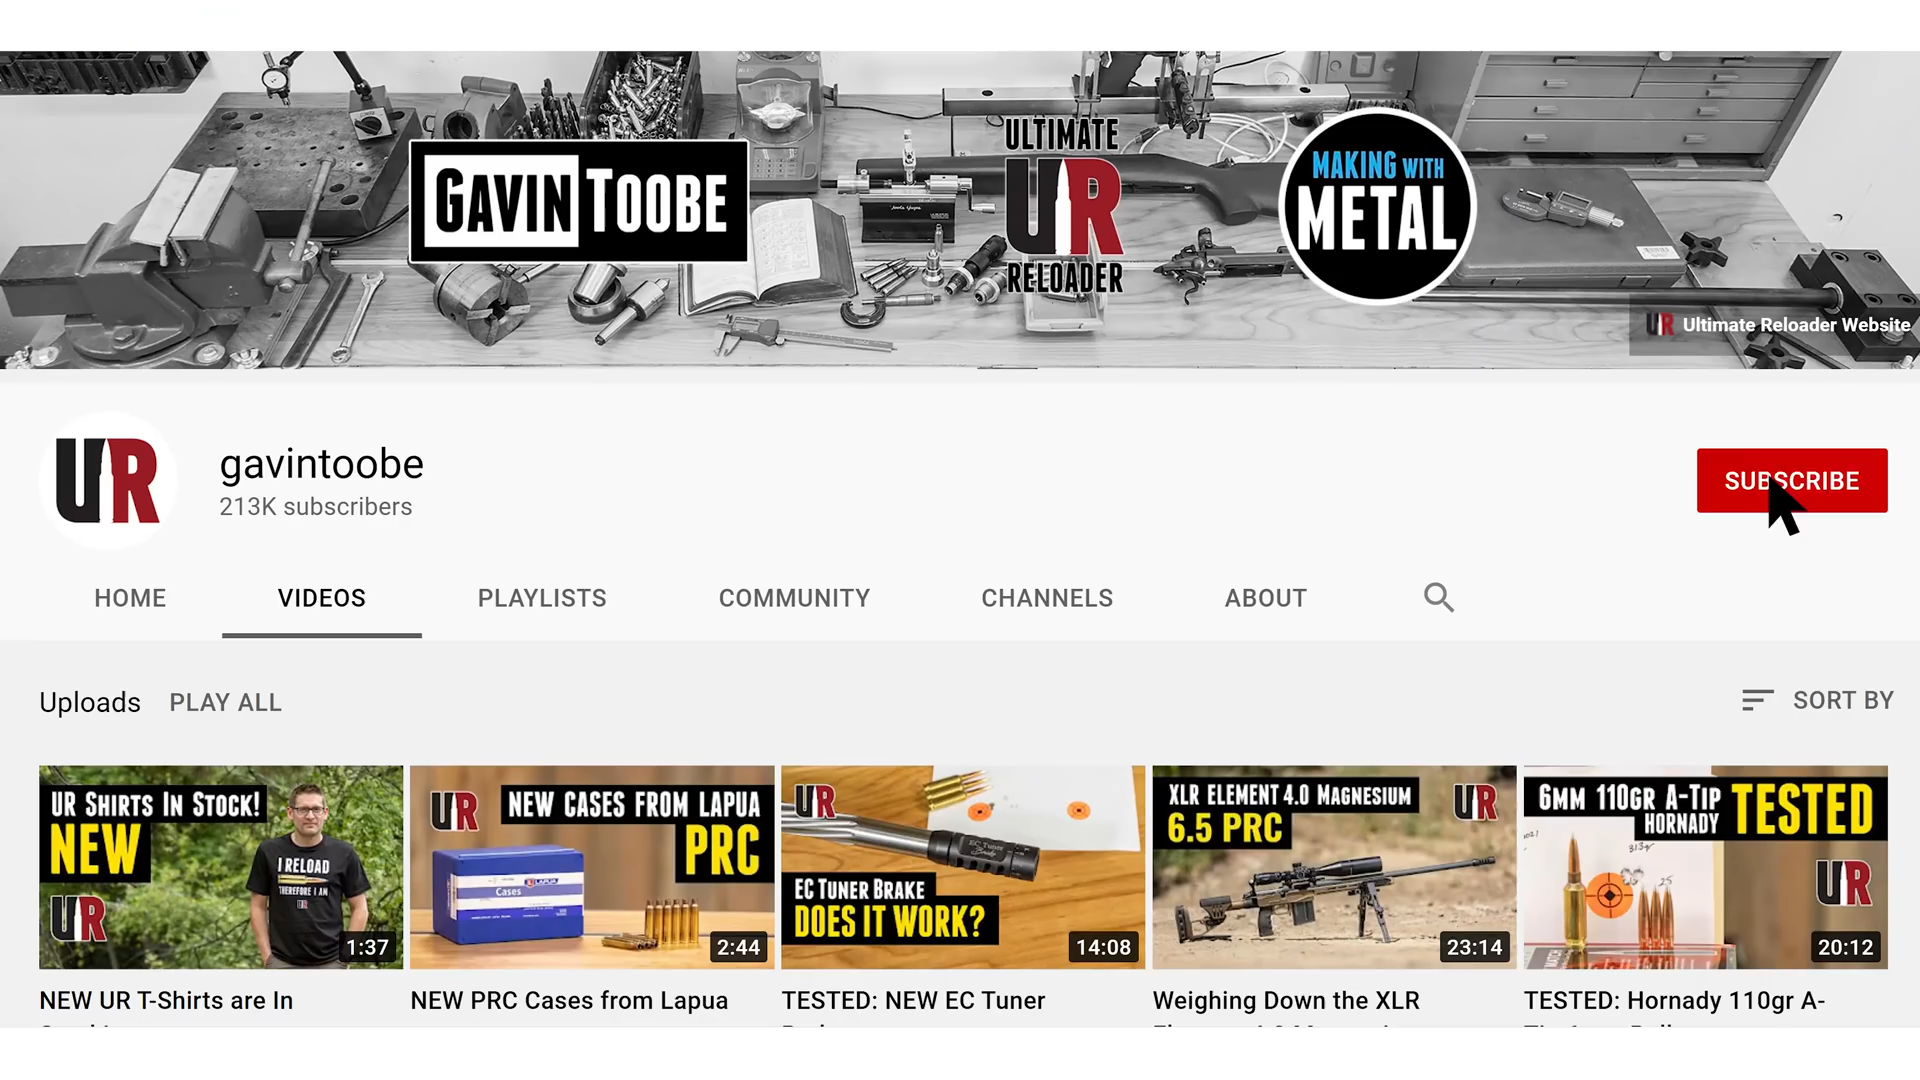 GAVIN TOOBE
ULTIMATE
UR
RELOADER
MAKING WITH
METAL
UR Ultimate Reloader Website
UR
gavintoobe
213K subscribers
SUBSCRIBE
HOME
VIDEOS
PLAYLISTS
COMMUNITY
CHANNELS
ABOUT
Uploads
PLAY ALL
SORT BY
UR SHIRTS IN STOCK!
NEW
UR
I RELOAD
THEREFORE I AM
1:37
UR
NEW CASES FROM LAPUA
PRC
Cases
LAPUA
2:44
UR
EC Tuner
EC TUNER BRAKE
DOES IT WORK?
14:08
XLR ELEMENT 4.0 MAGNESIUM
6.5 PRC
UR
23:14
6MM 110GR A-TIP
HORNADY
TESTED
UR
20:12
NEW UR T-Shirts are In
NEW PRC Cases from Lapua
TESTED: NEW EC Tuner
Weighing Down the XLR
TESTED: Hornady 110gr A-